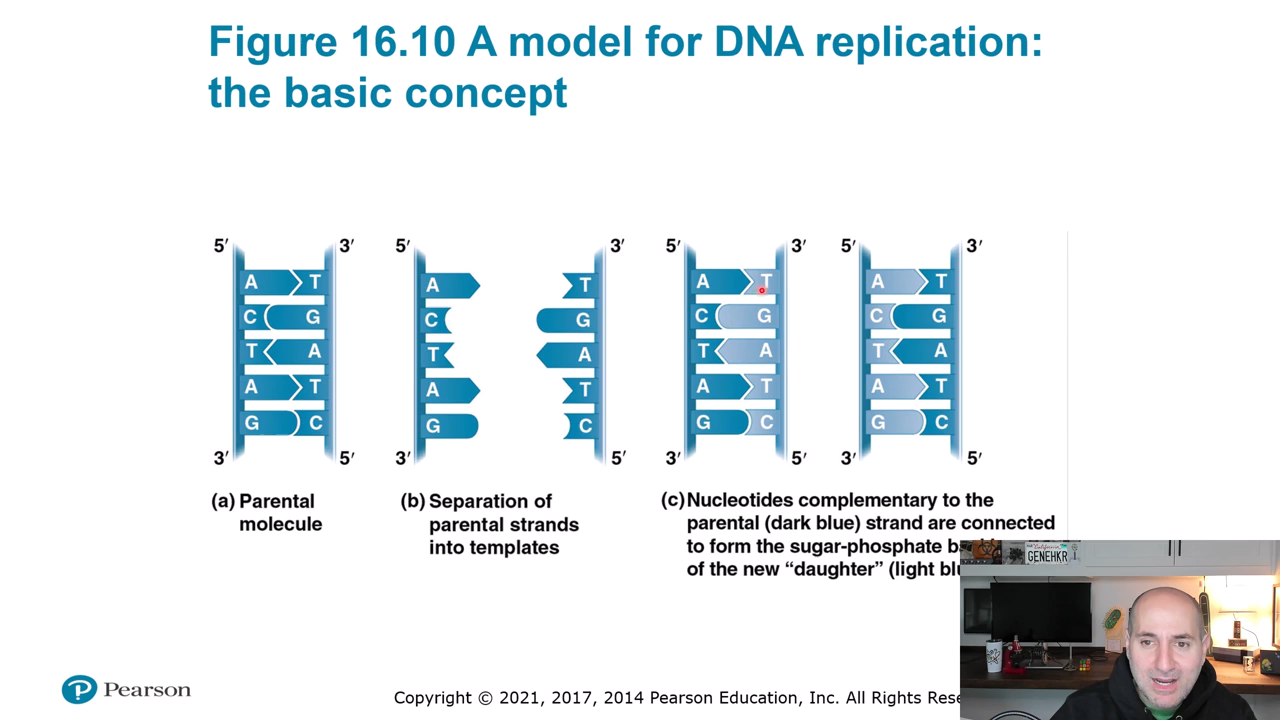 Figure 16.10 A model for DNA replication:
the basic concept
5′ 3′ 5′ 3′ 5′ 3′ 5′ 3′
A T A T A T A T
C G C G C G C G
T A T A T A T A
A T A T A T A T
G C G C G C G C
3′ 5′ 3′ 5′ 3′ 5′ 3′ 5′
(a) Parental
molecule
(b) Separation of
parental strands
into templates
(c) Nucleotides complementary to the
parental (dark blue) strand are connected
to form the sugar-phosphate
of the new “daughter” (light
California
GENEHKR
Pearson
Copyright © 2021, 2017, 2014 Pearson Education, Inc. All Rights